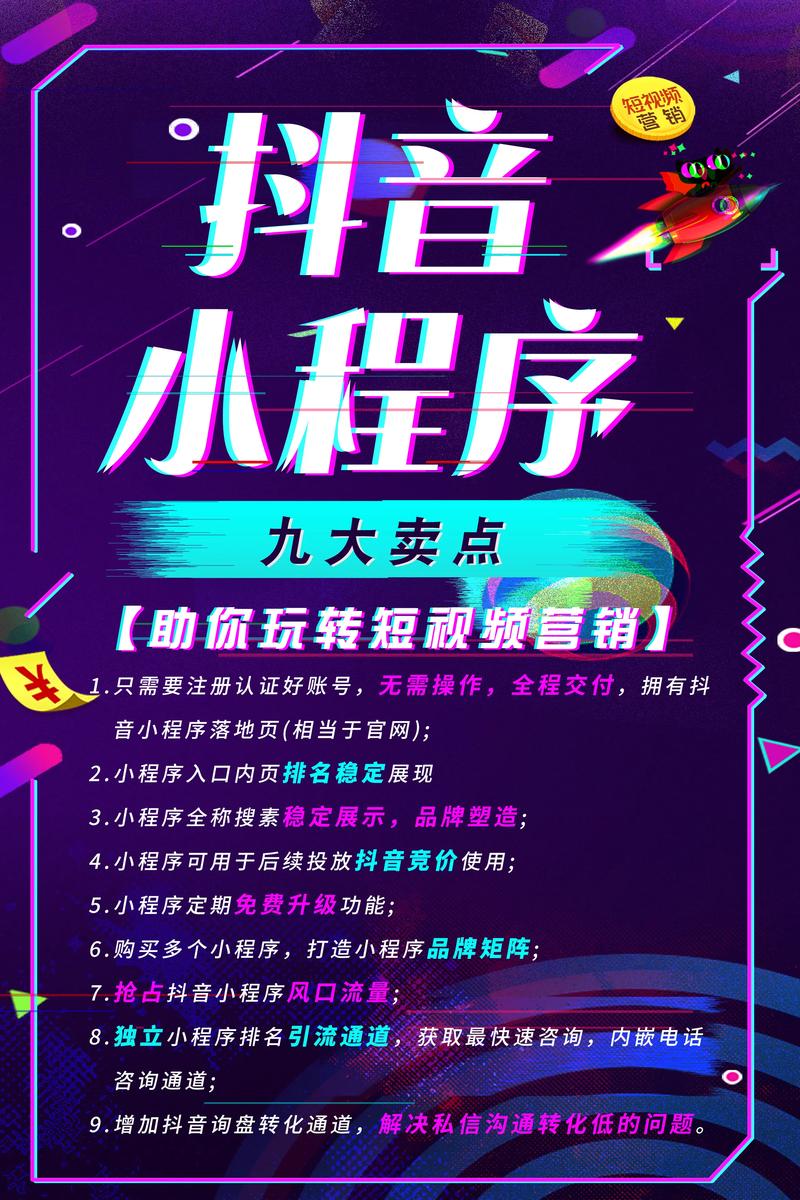 短视频
营销
抖音
小程序
九大卖点
【助你玩转短视频营销】
1.只需要注册认证好账号，无需操作，全程交付，拥有抖
音小程序落地页(相当于官网);
2.小程序入口内页排名稳定展现
3.小程序全称搜素稳定展示，品牌塑造;
4.小程序可用于后续投放抖音竞价使用;
5.小程序定期免费升级功能;
6.购买多个小程序，打造小程序品牌矩阵;
7.抢占抖音小程序风口流量;
8.独立小程序排名引流通道，获取最快速咨询，内嵌电话
咨询通道;
9.增加抖音询盘转化通道，解决私信沟通转化低的问题。